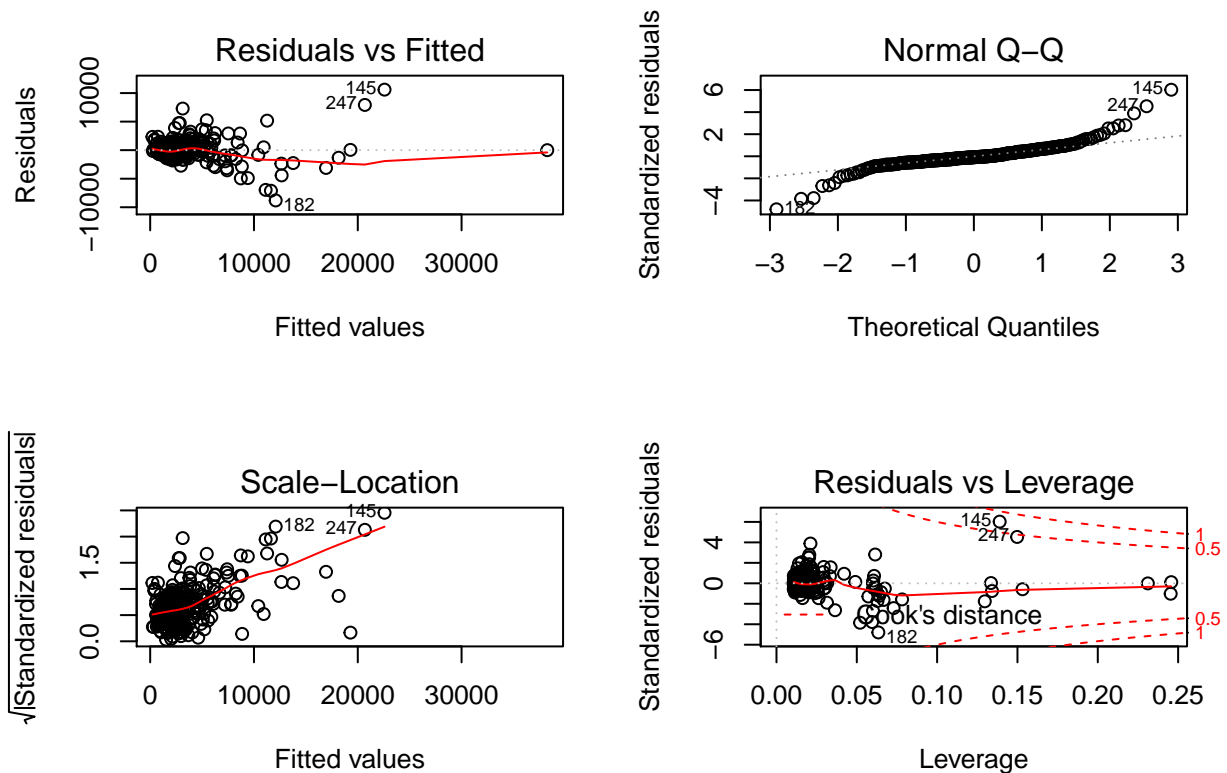 Residuals vs Fitted
Residuals
10000
−10000
145
247
182
0 10000 20000 30000
Fitted values
Normal Q−Q
Standardized residuals
6
2
−4
145
247
182
−3 −2 −1 0 1 2 3
Theoretical Quantiles
Scale−Location
√|Standardized residuals|
1.5
0.0
145
182
247
0 10000 20000 30000
Fitted values
Residuals vs Leverage
Standardized residuals
4
0
−6
145
247
ook's distance
182
1
0.5
0.5
1
0.00 0.05 0.10 0.15 0.20 0.25
Leverage